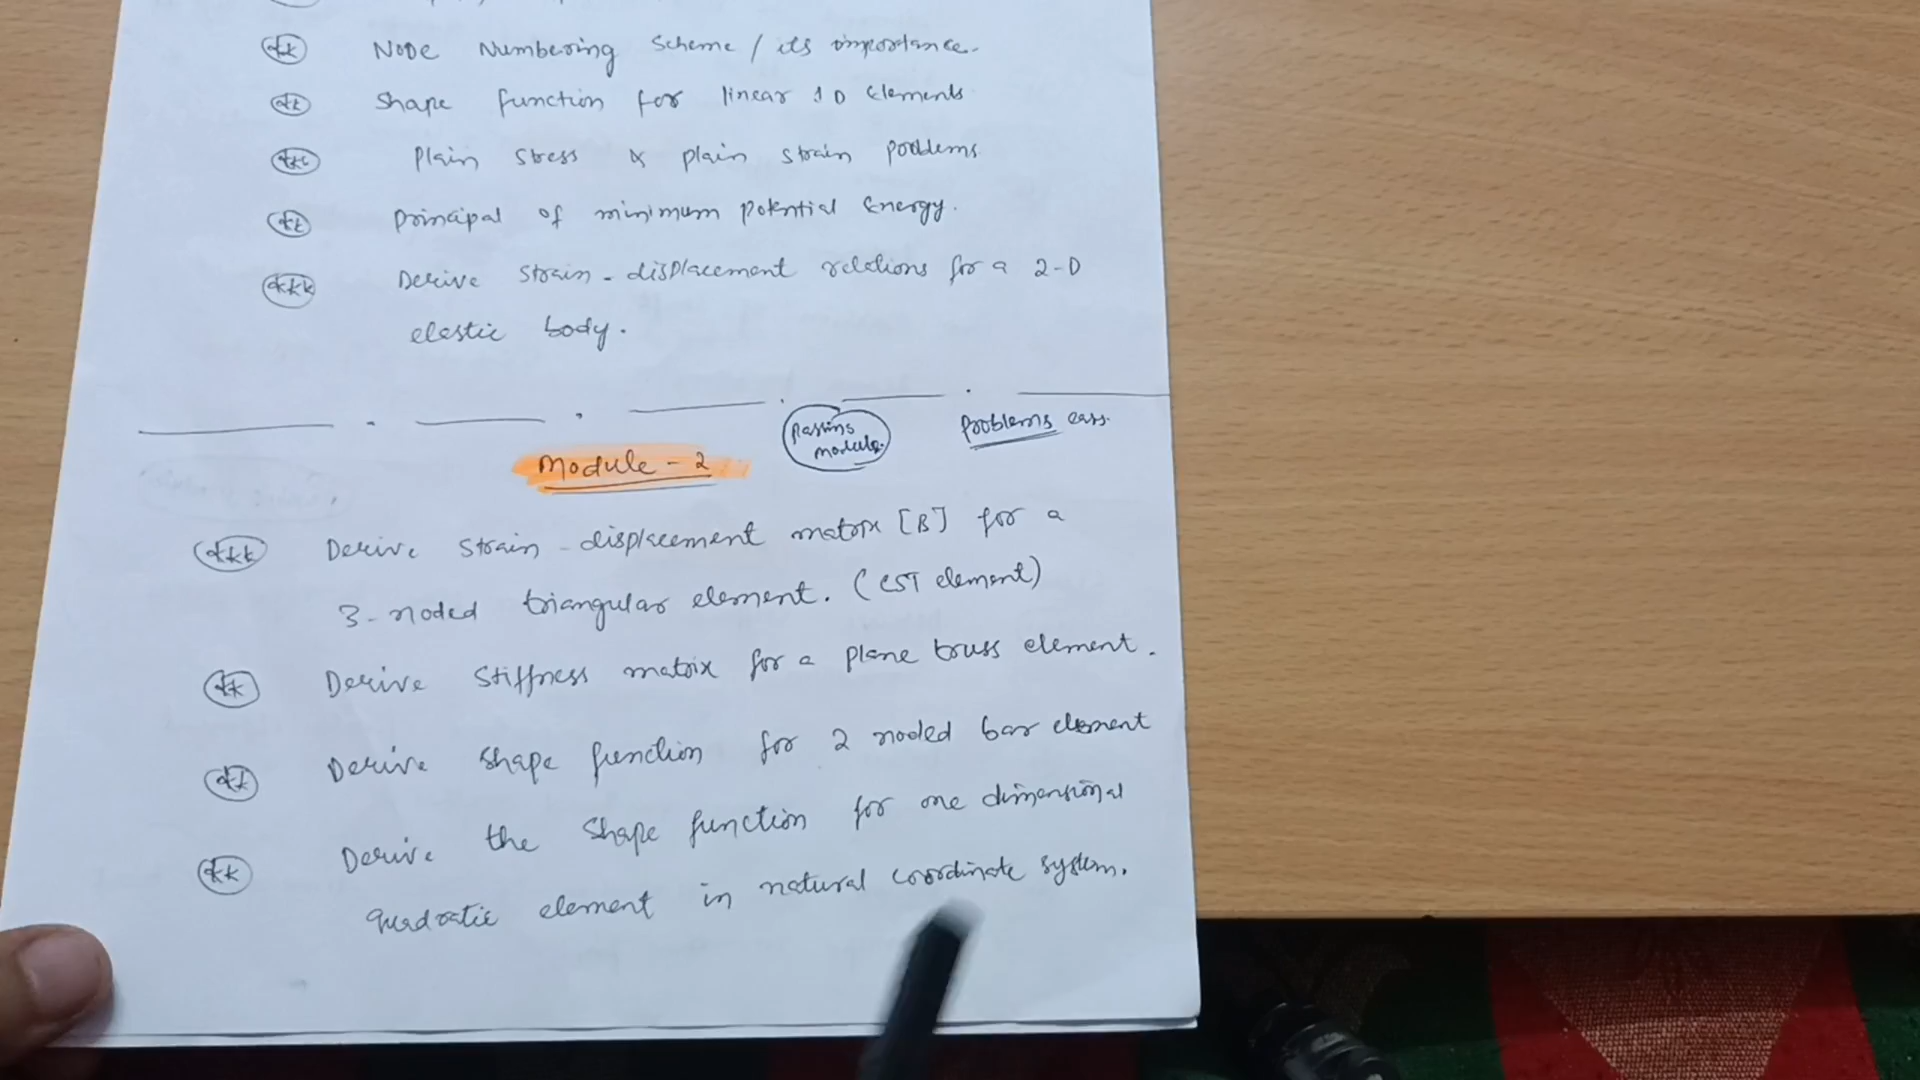 ** Node Numbering Scheme / its importance.
** Shape function for linear 1D Elements
*** Plain stress & plain strain problems
** Principal of minimum potential Energy.
*** Derive strain - displacement relations for a 2-D
elastic body.
Passing
module.
Problems easy.
Module - 2
*** Derive strain - displacement matrix [B] for a
3-noded triangular element. (CST element)
** Derive stiffness matrix for a plane truss element.
** Derive shape function for 2 noded bar element
** Derive the shape function for one dimensional
quadratic element in natural coordinate system.